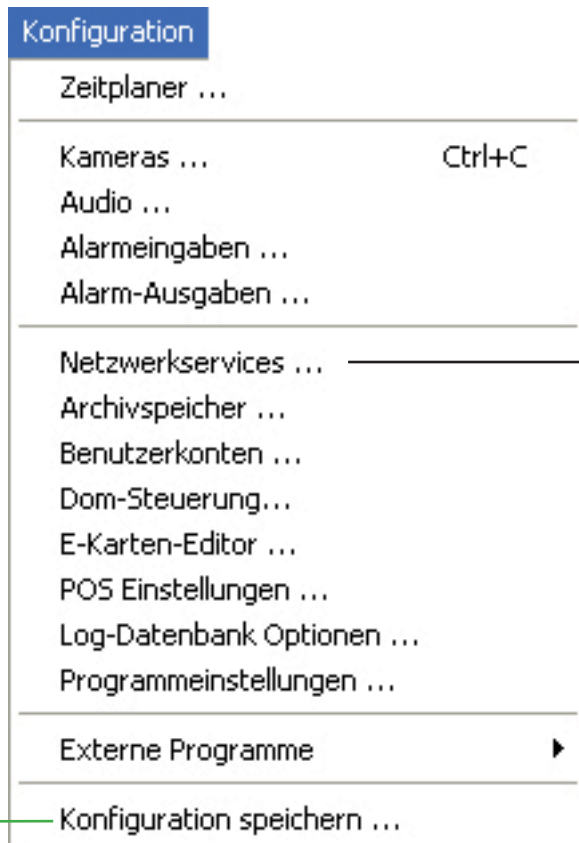 Konfiguration
Zeitplaner ...
Kameras ... Ctrl+C
Audio ...
Alarmeingaben ...
Alarm-Ausgaben ...
Netzwerkservices ...
Archivspeicher ...
Benutzerkonten ...
Dom-Steuerung...
E-Karten-Editor ...
POS Einstellungen ...
Log-Datenbank Optionen ...
Programmeinstellungen ...
Externe Programme
Konfiguration speichern ...